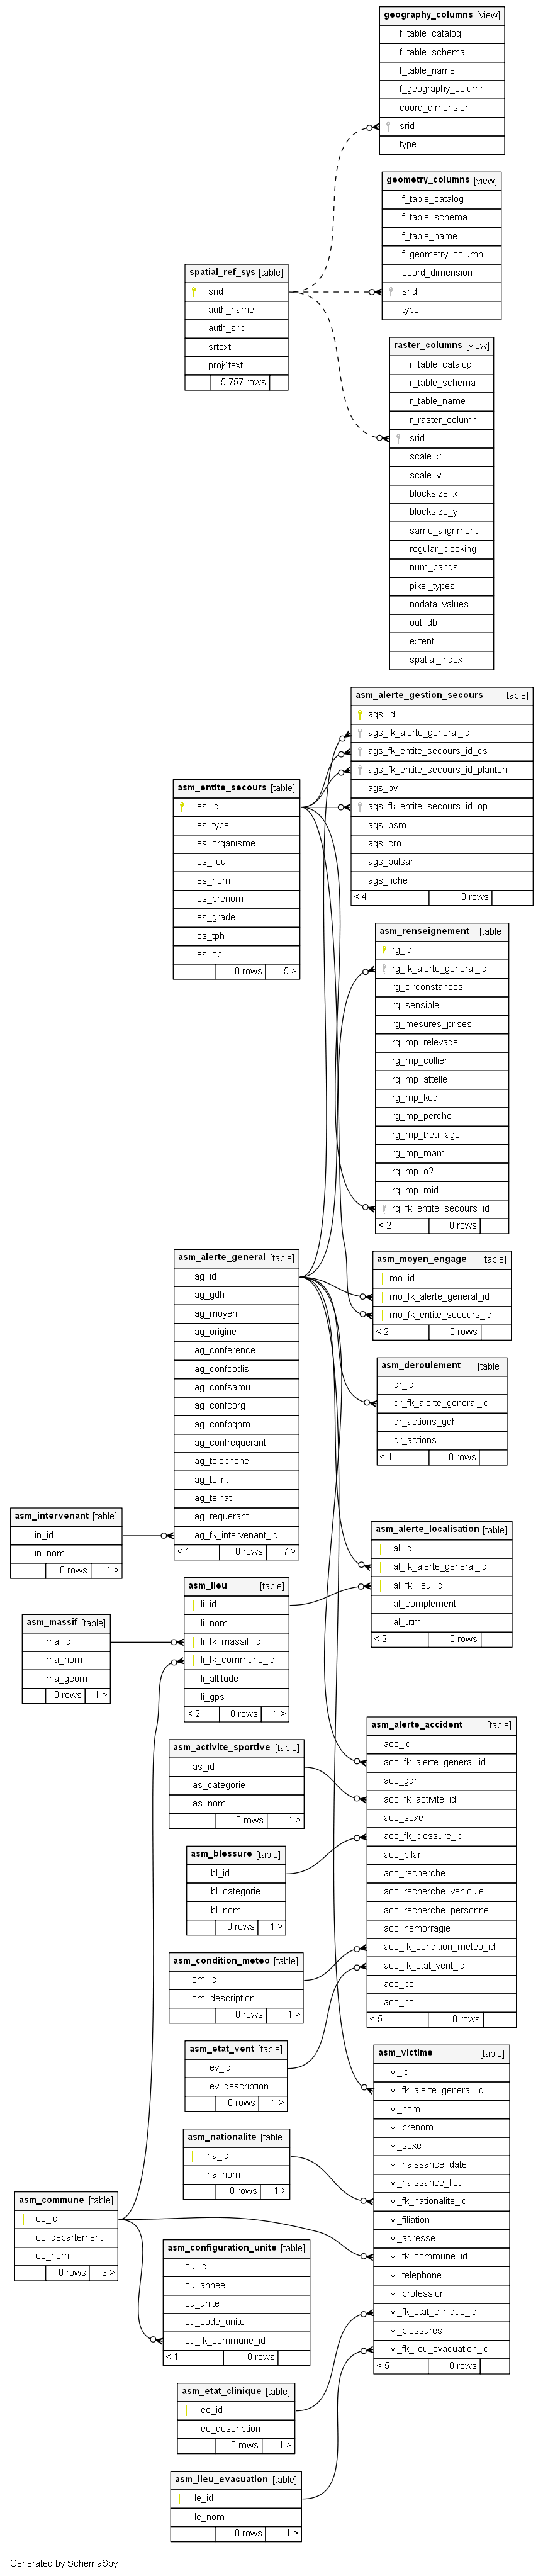 geography_columns [view]
f_table_catalog
f_table_schema
f_table_name
f_geography_column
coord_dimension
srid
type
geometry_columns [view]
f_table_catalog
f_table_schema
f_table_name
f_geometry_column
coord_dimension
srid
type
spatial_ref_sys [table]
srid
auth_name
auth_srid
srtext
proj4text
5 757 rows
raster_columns [view]
r_table_catalog
r_table_schema
r_table_name
r_raster_column
srid
scale_x
scale_y
blocksize_x
blocksize_y
same_alignment
regular_blocking
num_bands
pixel_types
nodata_values
out_db
extent
spatial_index
asm_alerte_gestion_secours [table]
ags_id
ags_fk_alerte_general_id
ags_fk_entite_secours_id_cs
ags_fk_entite_secours_id_planton
ags_pv
ags_fk_entite_secours_id_op
ags_bsm
ags_cro
ags_pulsar
ags_fiche
< 4 0 rows
asm_entite_secours [table]
es_id
es_type
es_organisme
es_lieu
es_nom
es_prenom
es_grade
es_tph
es_op
0 rows 5 >
asm_renseignement [table]
rg_id
rg_fk_alerte_general_id
rg_circonstances
rg_sensible
rg_mesures_prises
rg_mp_relevage
rg_mp_collier
rg_mp_attelle
rg_mp_ked
rg_mp_perche
rg_mp_treuillage
rg_mp_mam
rg_mp_o2
rg_mp_mid
rg_fk_entite_secours_id
< 2 0 rows
asm_alerte_general [table]
ag_id
ag_gdh
ag_moyen
ag_origine
ag_conference
ag_confcodis
ag_confsamu
ag_confcorg
ag_confpghm
ag_confrequerant
ag_telephone
ag_telint
ag_telnat
ag_requerant
ag_fk_intervenant_id
< 1 0 rows 7 >
asm_moyen_engage [table]
mo_id
mo_fk_alerte_general_id
mo_fk_entite_secours_id
< 2 0 rows
asm_deroulement [table]
dr_id
dr_fk_alerte_general_id
dr_actions_gdh
dr_actions
< 1 0 rows
asm_intervenant [table]
in_id
in_nom
0 rows 1 >
asm_alerte_localisation [table]
al_id
al_fk_alerte_general_id
al_fk_lieu_id
al_complement
al_utm
< 2 0 rows
asm_lieu [table]
li_id
li_nom
li_fk_massif_id
li_fk_commune_id
li_altitude
li_gps
< 2 0 rows 1 >
asm_massif [table]
ma_id
ma_nom
ma_geom
0 rows 1 >
asm_alerte_accident [table]
acc_id
acc_fk_alerte_general_id
acc_gdh
acc_fk_activite_id
acc_sexe
acc_fk_blessure_id
acc_bilan
acc_recherche
acc_recherche_vehicule
acc_recherche_personne
acc_hemorragie
acc_fk_condition_meteo_id
acc_fk_etat_vent_id
acc_pci
acc_hc
< 5 0 rows
asm_activite_sportive [table]
as_id
as_categorie
as_nom
0 rows 1 >
asm_blessure [table]
bl_id
bl_categorie
bl_nom
0 rows 1 >
asm_condition_meteo [table]
cm_id
cm_description
0 rows 1 >
asm_etat_vent [table]
ev_id
ev_description
0 rows 1 >
asm_victime [table]
vi_id
vi_fk_alerte_general_id
vi_nom
vi_prenom
vi_sexe
vi_naissance_date
vi_naissance_lieu
vi_fk_nationalite_id
vi_filiation
vi_adresse
vi_fk_commune_id
vi_telephone
vi_profession
vi_fk_etat_clinique_id
vi_blessures
vi_fk_lieu_evacuation_id
< 5 0 rows
asm_nationalite [table]
na_id
na_nom
0 rows 1 >
asm_commune [table]
co_id
co_departement
co_nom
0 rows 3 >
asm_configuration_unite [table]
cu_id
cu_annee
cu_unite
cu_code_unite
cu_fk_commune_id
< 1 0 rows
asm_etat_clinique [table]
ec_id
ec_description
0 rows 1 >
asm_lieu_evacuation [table]
le_id
le_nom
0 rows 1 >
Generated by SchemaSpy